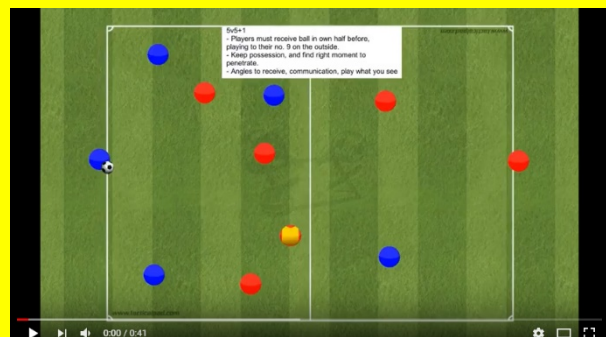 5v5+1
- Players must receive ball in own half before,
playing to their no. 9 on the outside.
- Keep possession, and find right moment to
penetrate.
- Angles to receive, communication, play what you see
0:00 / 0:41